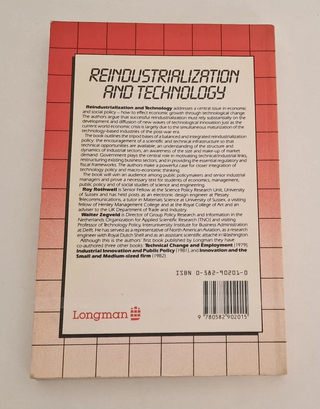 REINDUSTRIALIZATION
AND TECHNOLOGY
Reindustrialization and Technology addresses a central issue in economic
and social policy – how to effect economic growth through technological change.
The authors argue that successful reindustrialization must rely substantially on the
development and diffusion of new waves of technological innovation, just as the
current world economic crisis is largely due to the simultaneous maturization of the
technology-based industries of the post-war era.
The book outlines the tripod bases of a balanced and integrated reindustrialization
policy: the encouragement of a scientific and technical infrastructure so that
technical opportunities are available, an understanding of the structure and
dynamics of industrial sectors, an awareness of the size and make-up of market
demand. Government plays the central role in motivating technical/industrial links,
restructuring existing business sectors, and in providing the essential regulatory and
fiscal frameworks. The authors make a powerful case for closer integration of
technology policy and macro-economic thinking.
The book will win an audience among public policymakers and senior industrial
managers and prove a necessary text for students of economics, management,
public policy and of social studies of science and engineering.
Roy Rothwell is Senior Fellow at the Science Policy Research Unit, University
of Sussex and has held posts as an electronic design engineer at Plessey
Telecommunications, a tutor in Materials Science at University of Sussex, a visiting
fellow of Henley Management College and at the Royal College of Art and an
adviser to the UK Department of Trade and Industry.
Walter Zegveld is Director of Group Policy Research and Information in the
Netherlands Organization for Applied Scientific Research (TNO) and visiting
Professor of Technology Policy, Interuniversity Institute for Business Administration
at Delft. He has served as a representative of North American Aviation, as a research
engineer with Royal Dutch Shell and as an assistant scientific attaché in Washington.
Although this is the authors' first book published by Longman they have
co-authored three other books: Technical Change and Employment (1979),
Industrial Innovation and Public Policy (1981), and Innovation and the
Small and Medium-sized firm (1982).
ISBN 0-582-90201-0
Longman
9 780582 902015